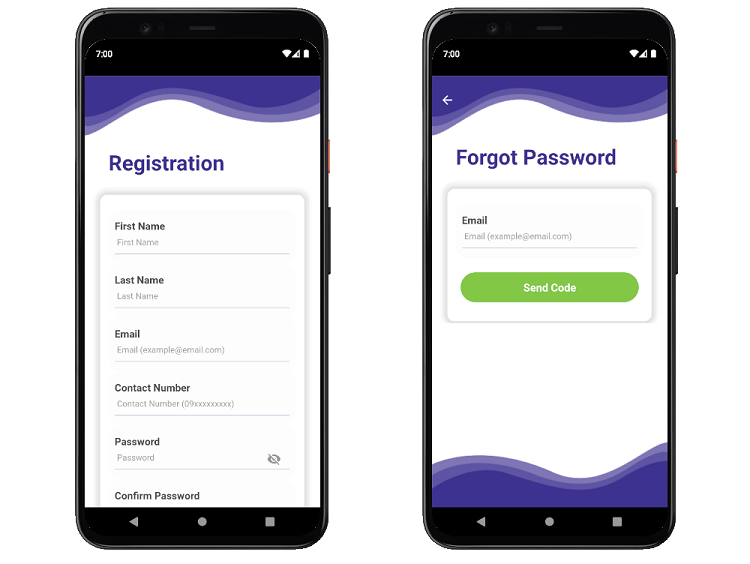 7:00
Registration
First Name
First Name
Last Name
Last Name
Email
Email (example@email.com)
Contact Number
Contact Number (09xxxxxxxxx)
Password
Password
Confirm Password
7:00
Forgot Password
Email
Email (example@email.com)
Send Code